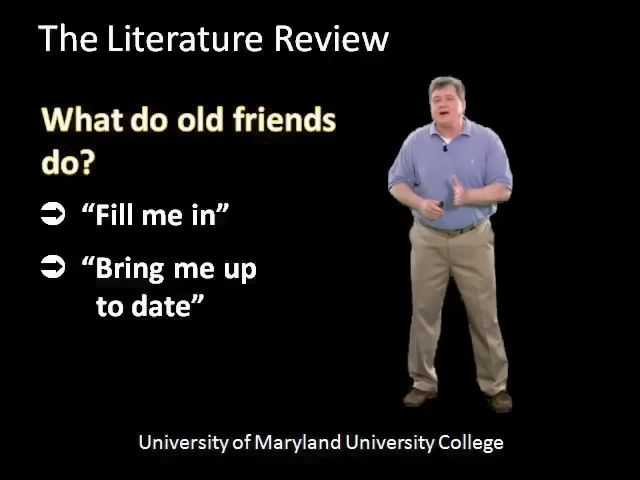 The Literature Review
What do old friends
do?
➲ “Fill me in”
➲ “Bring me up
to date”
University of Maryland University College